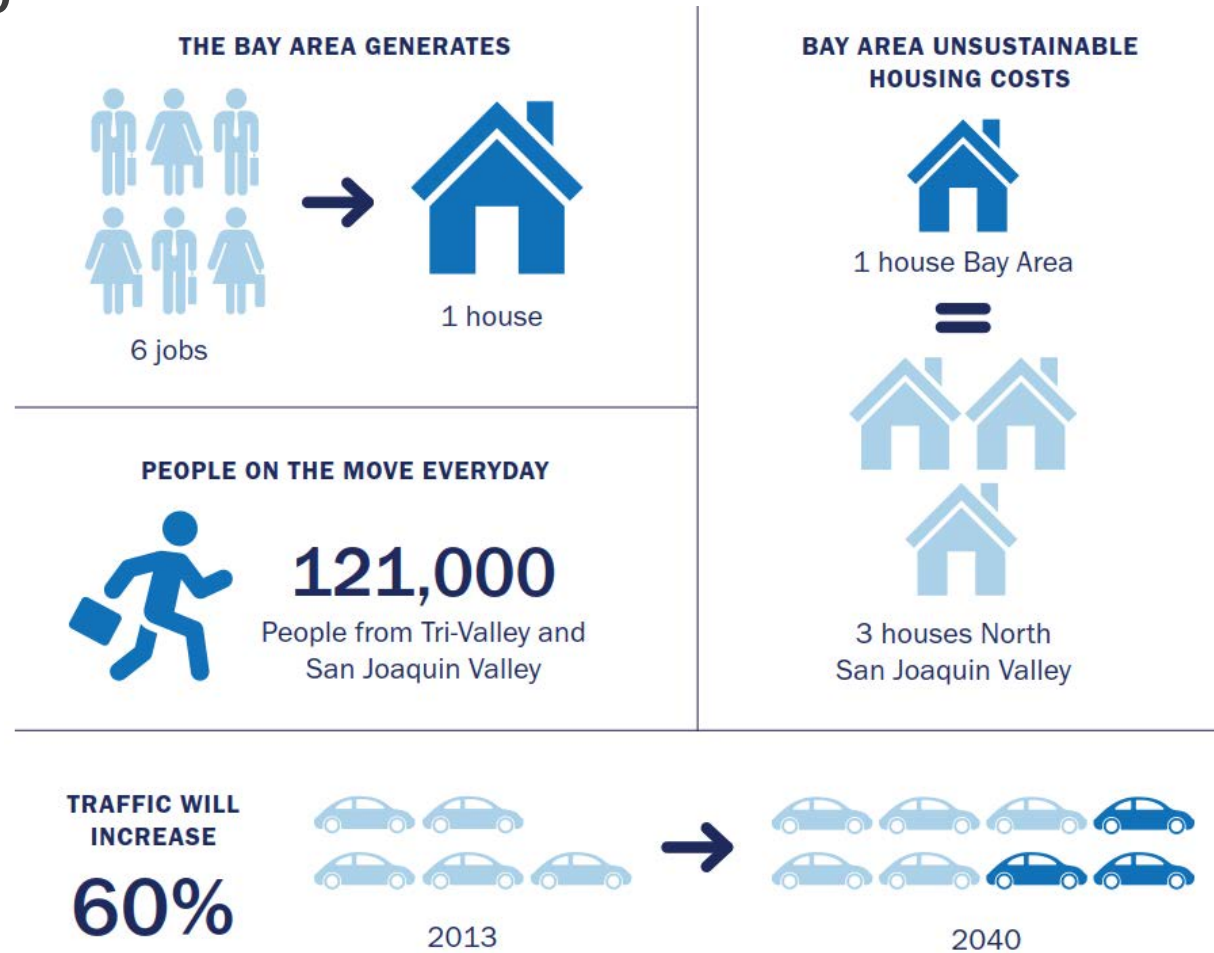 THE BAY AREA GENERATES
6 jobs
1 house
BAY AREA UNSUSTAINABLE
HOUSING COSTS
1 house Bay Area
=
3 houses North
San Joaquin Valley
PEOPLE ON THE MOVE EVERYDAY
121,000
People from Tri-Valley and
San Joaquin Valley
TRAFFIC WILL
INCREASE
60%
2013
2040